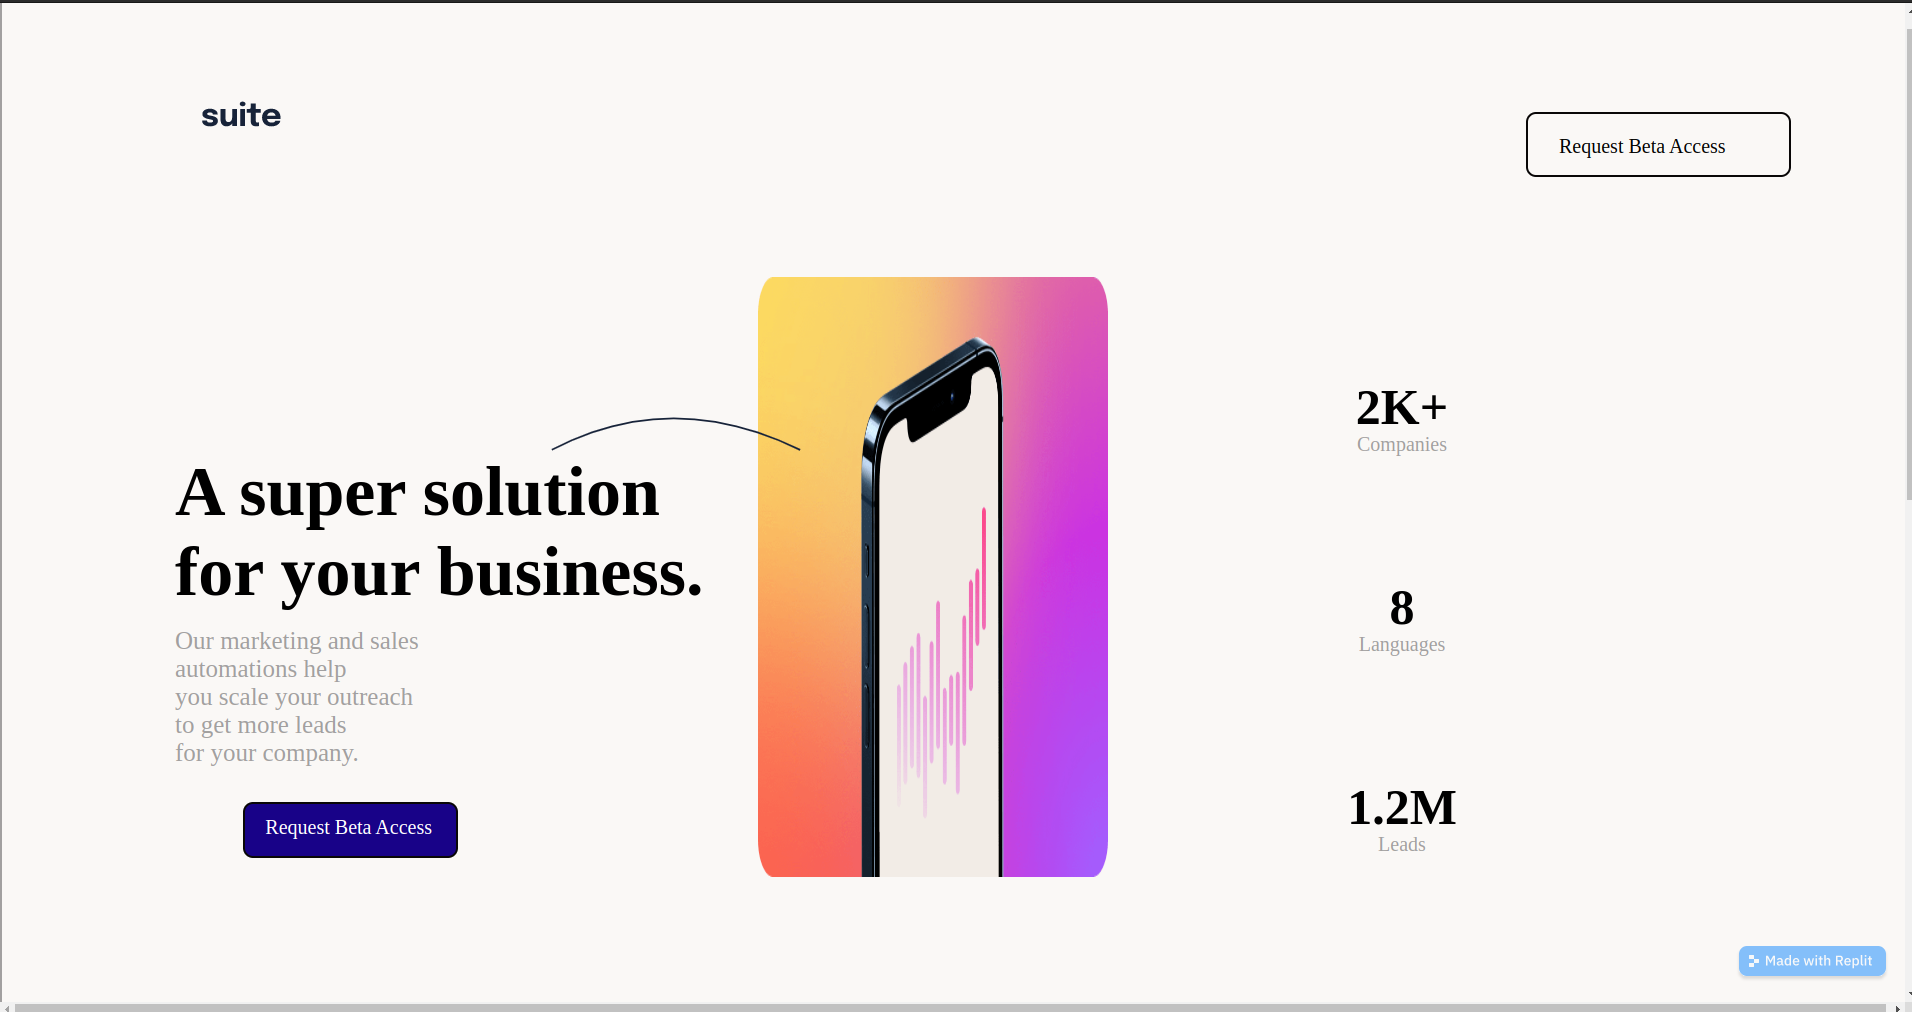 suite
Request Beta Access
A super solution
for your business.
Our marketing and sales
automations help
you scale your outreach
to get more leads
for your company.
Request Beta Access
2K+
Companies
8
Languages
1.2M
Leads
Made with Replit